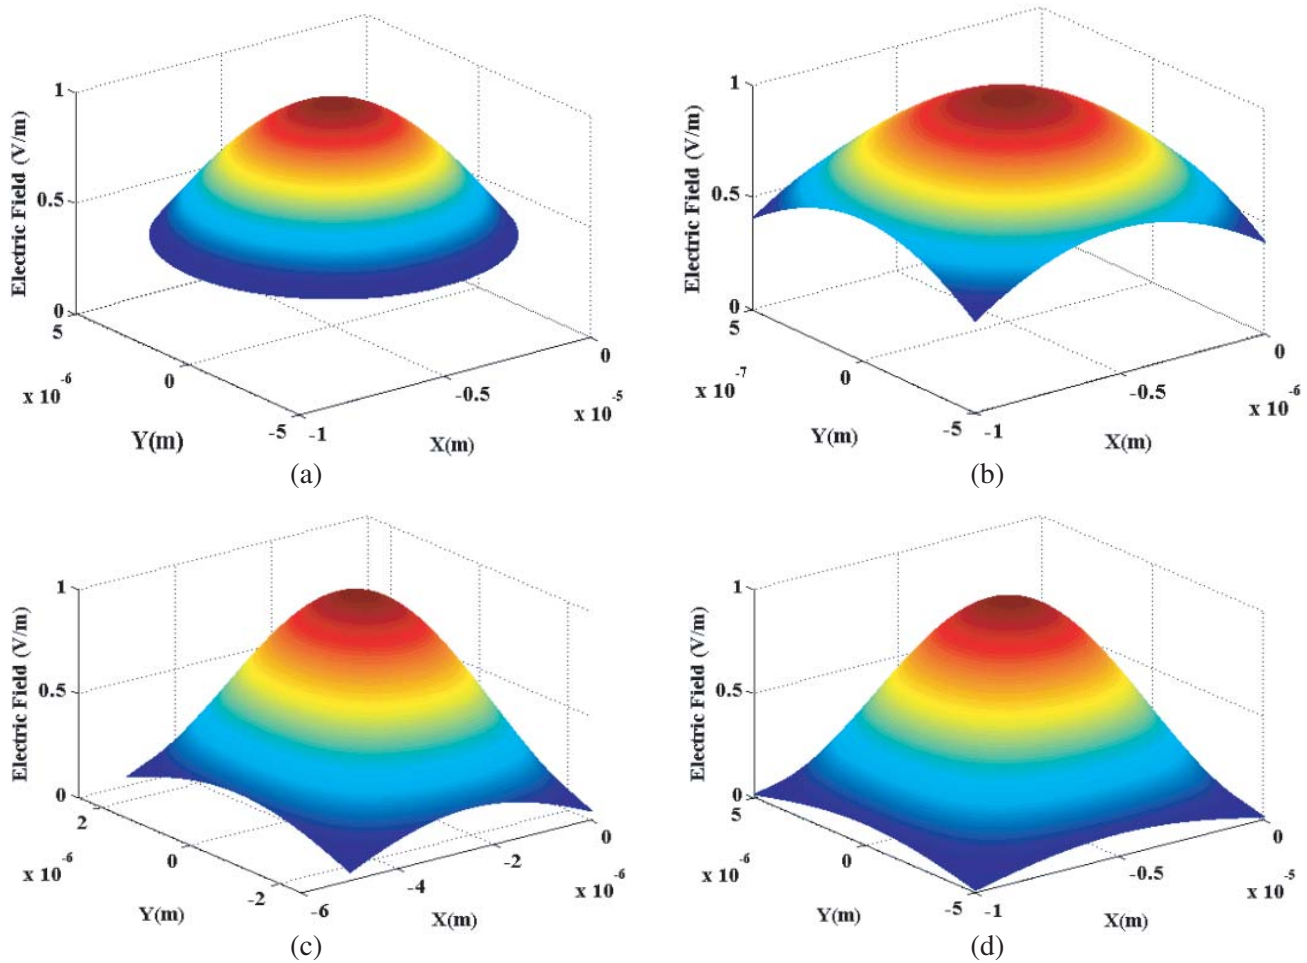 1
0.5
0
Electric Field (V/m)
5
0
-5
x 10^-6
Y(m)
-1
-0.5
0
x 10^-5
X(m)
(a)
1
0.5
0
Electric Field (V/m)
5
0
-5
x 10^-7
Y(m)
-1
-0.5
0
x 10^-6
X(m)
(b)
1
0.5
0
Electric Field (V/m)
2
0
-2
x 10^-6
Y(m)
-6
-4
-2
0
x 10^-6
X(m)
(c)
1
0.5
0
Electric Field (V/m)
5
0
-5
x 10^-6
Y(m)
-1
-0.5
0
x 10^-5
X(m)
(d)